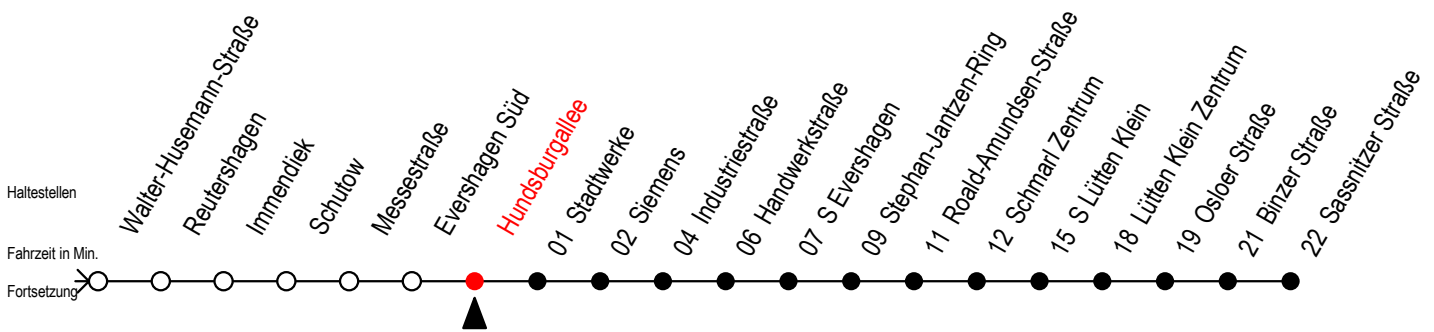 Haltestellen
Fahrzeit in Min.
Fortsetzung
Walter-Husemann-Straße
Reutershagen
Immendiek
Schutow
Messestraße
Evershagen Süd
Hundsburgallee
01 Stadtwerke
02 Siemens
04 Industriestraße
06 Handwerkstraße
07 S Evershagen
09 Stephan-Jantzen-Ring
11 Roald-Amundsen-Straße
12 Schmarl Zentrum
15 S Lütten Klein
18 Lütten Klein Zentrum
19 Osloer Straße
21 Binzer Straße
22 Sassnitzer Straße